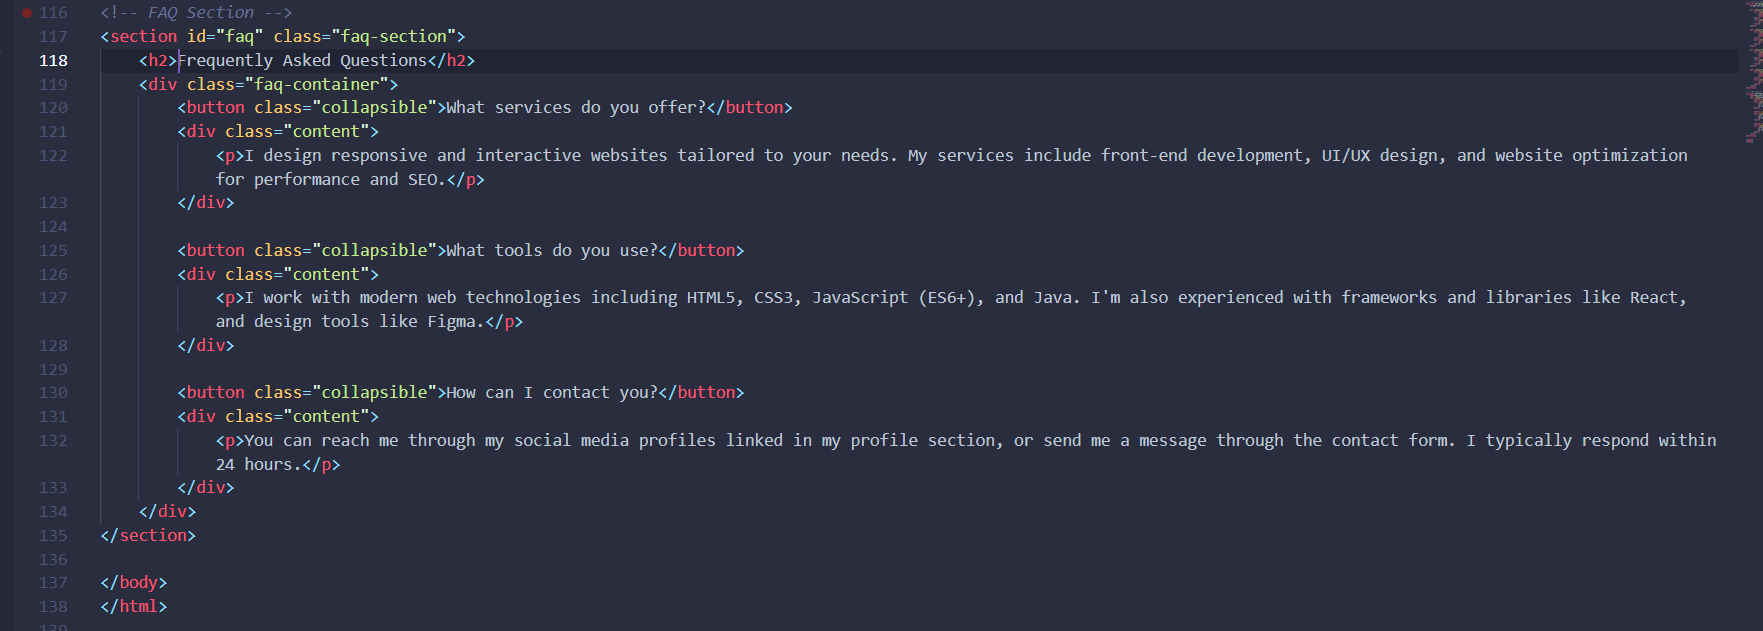 116 <!-- FAQ Section -->
117 <section id="faq" class="faq-section">
118 <h2>Frequently Asked Questions</h2>
119 <div class="faq-container">
120 <button class="collapsible">What services do you offer?</button>
121 <div class="content">
122 <p>I design responsive and interactive websites tailored to your needs. My services include front-end development, UI/UX design, and website optimization
for performance and SEO.</p>
123 </div>
124
125 <button class="collapsible">What tools do you use?</button>
126 <div class="content">
127 <p>I work with modern web technologies including HTML5, CSS3, JavaScript (ES6+), and Java. I'm also experienced with frameworks and libraries like React,
and design tools like Figma.</p>
128 </div>
129
130 <button class="collapsible">How can I contact you?</button>
131 <div class="content">
132 <p>You can reach me through my social media profiles linked in my profile section, or send me a message through the contact form. I typically respond within
24 hours.</p>
133 </div>
134 </div>
135 </section>
136
137 </body>
138 </html>
139